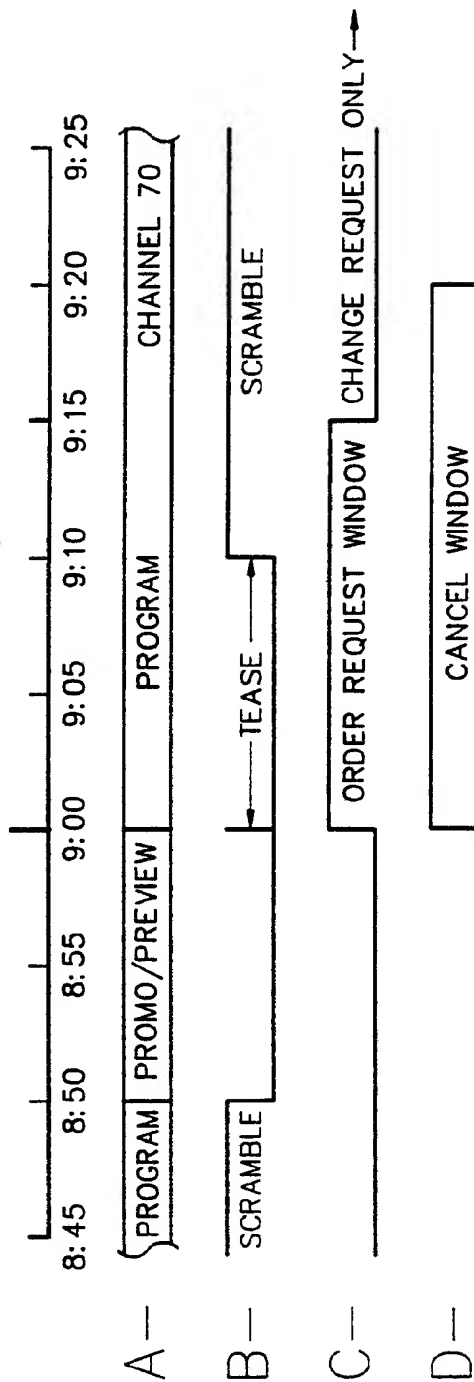 8:45 8:50 8:55 9:00 9:05 9:10 9:15 9:20 9:25
A— PROGRAM PROMO/PREVIEW PROGRAM CHANNEL 70
B— SCRAMBLE TEASE SCRAMBLE
C— ORDER REQUEST WINDOW CHANGE REQUEST ONLY
D— CANCEL WINDOW